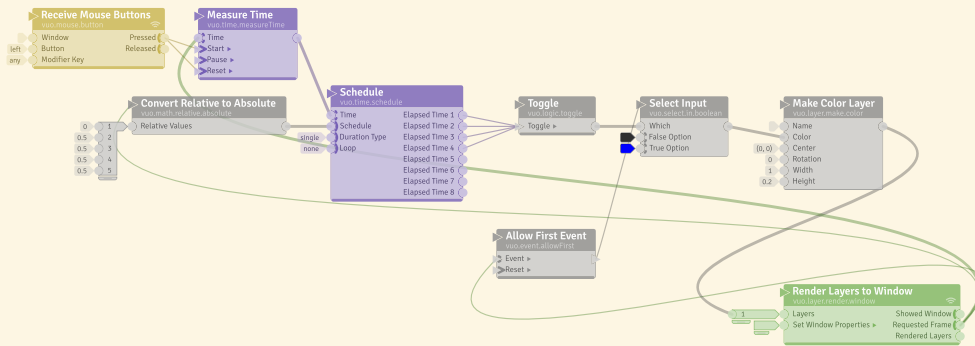 Receive Mouse Buttons
vuo.mouse.button
Window
Pressed
left
Button
Released
any
Modifier Key
Measure Time
vuo.time.measureTime
Time
Start
Pause
Reset
Convert Relative to Absolute
vuo.math.relative.absolute
0
1
Relative Values
0.5
2
0.5
3
0.5
4
0.5
5
Schedule
vuo.time.schedule
Time
Elapsed Time 1
Schedule
Elapsed Time 2
single
Duration Type
Elapsed Time 3
none
Loop
Elapsed Time 4
Elapsed Time 5
Elapsed Time 6
Elapsed Time 7
Elapsed Time 8
Toggle
vuo.logic.toggle
Toggle
Select Input
vuo.select.in.boolean
Which
False Option
True Option
Make Color Layer
vuo.layer.make.color
Name
Color
(0, 0)
Center
0
Rotation
1
Width
0.2
Height
Allow First Event
vuo.event.allowFirst
Event
Reset
Render Layers to Window
vuo.layer.render.window
1
Layers
Showed Window
Set Window Properties
Requested Frame
Rendered Layers